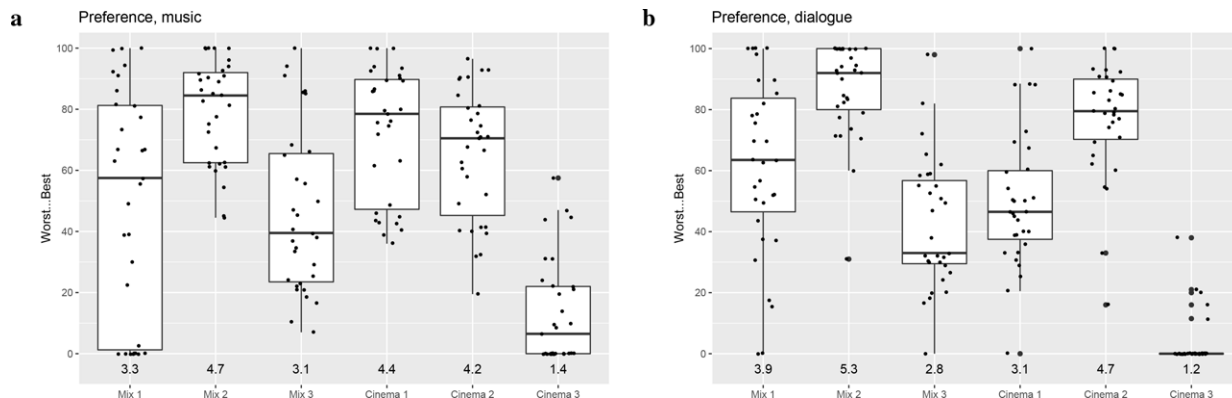 a
Preference, music
Worst...Best
100
80
60
40
20
0
3.3 4.7 3.1 4.4 4.2 1.4
Mix 1 Mix 2 Mix 3 Cinema 1 Cinema 2 Cinema 3
b
Preference, dialogue
Worst...Best
100
80
60
40
20
0
3.9 5.3 2.8 3.1 4.7 1.2
Mix 1 Mix 2 Mix 3 Cinema 1 Cinema 2 Cinema 3